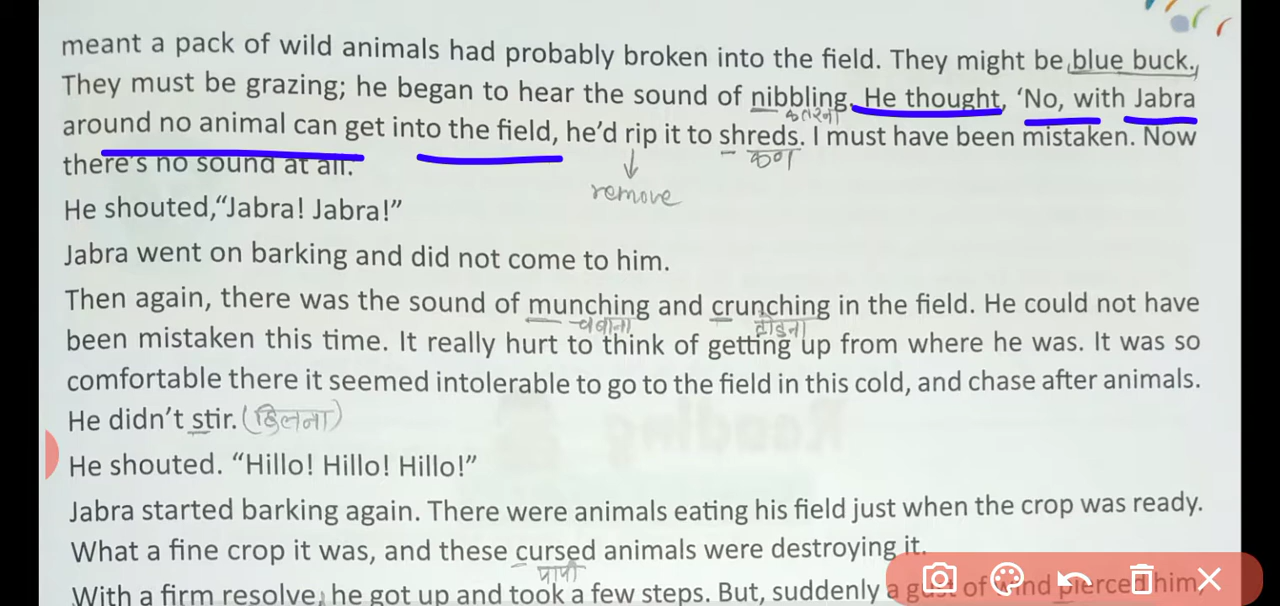 meant a pack of wild animals had probably broken into the field. They might be blue buck.
They must be grazing; he began to hear the sound of nibbling. He thought, ‘No, with Jabra
कतरना
around no animal can get into the field, he’d rip it to shreds. I must have been mistaken. Now
कण
there’s no sound at all.’
remove
He shouted,“Jabra! Jabra!”
Jabra went on barking and did not come to him.
Then again, there was the sound of munching and crunching in the field. He could not have
चबाना
been mistaken this time. It really hurt to think of getting up from where he was. It was so
comfortable there it seemed intolerable to go to the field in this cold, and chase after animals.
He didn’t stir. (हिलना)
He shouted. “Hillo! Hillo! Hillo!”
Jabra started barking again. There were animals eating his field just when the crop was ready.
What a fine crop it was, and these cursed animals were destroying it.
पापी
With a firm resolve, he got up and took a few steps. But, suddenly a gust of wind pierced him,